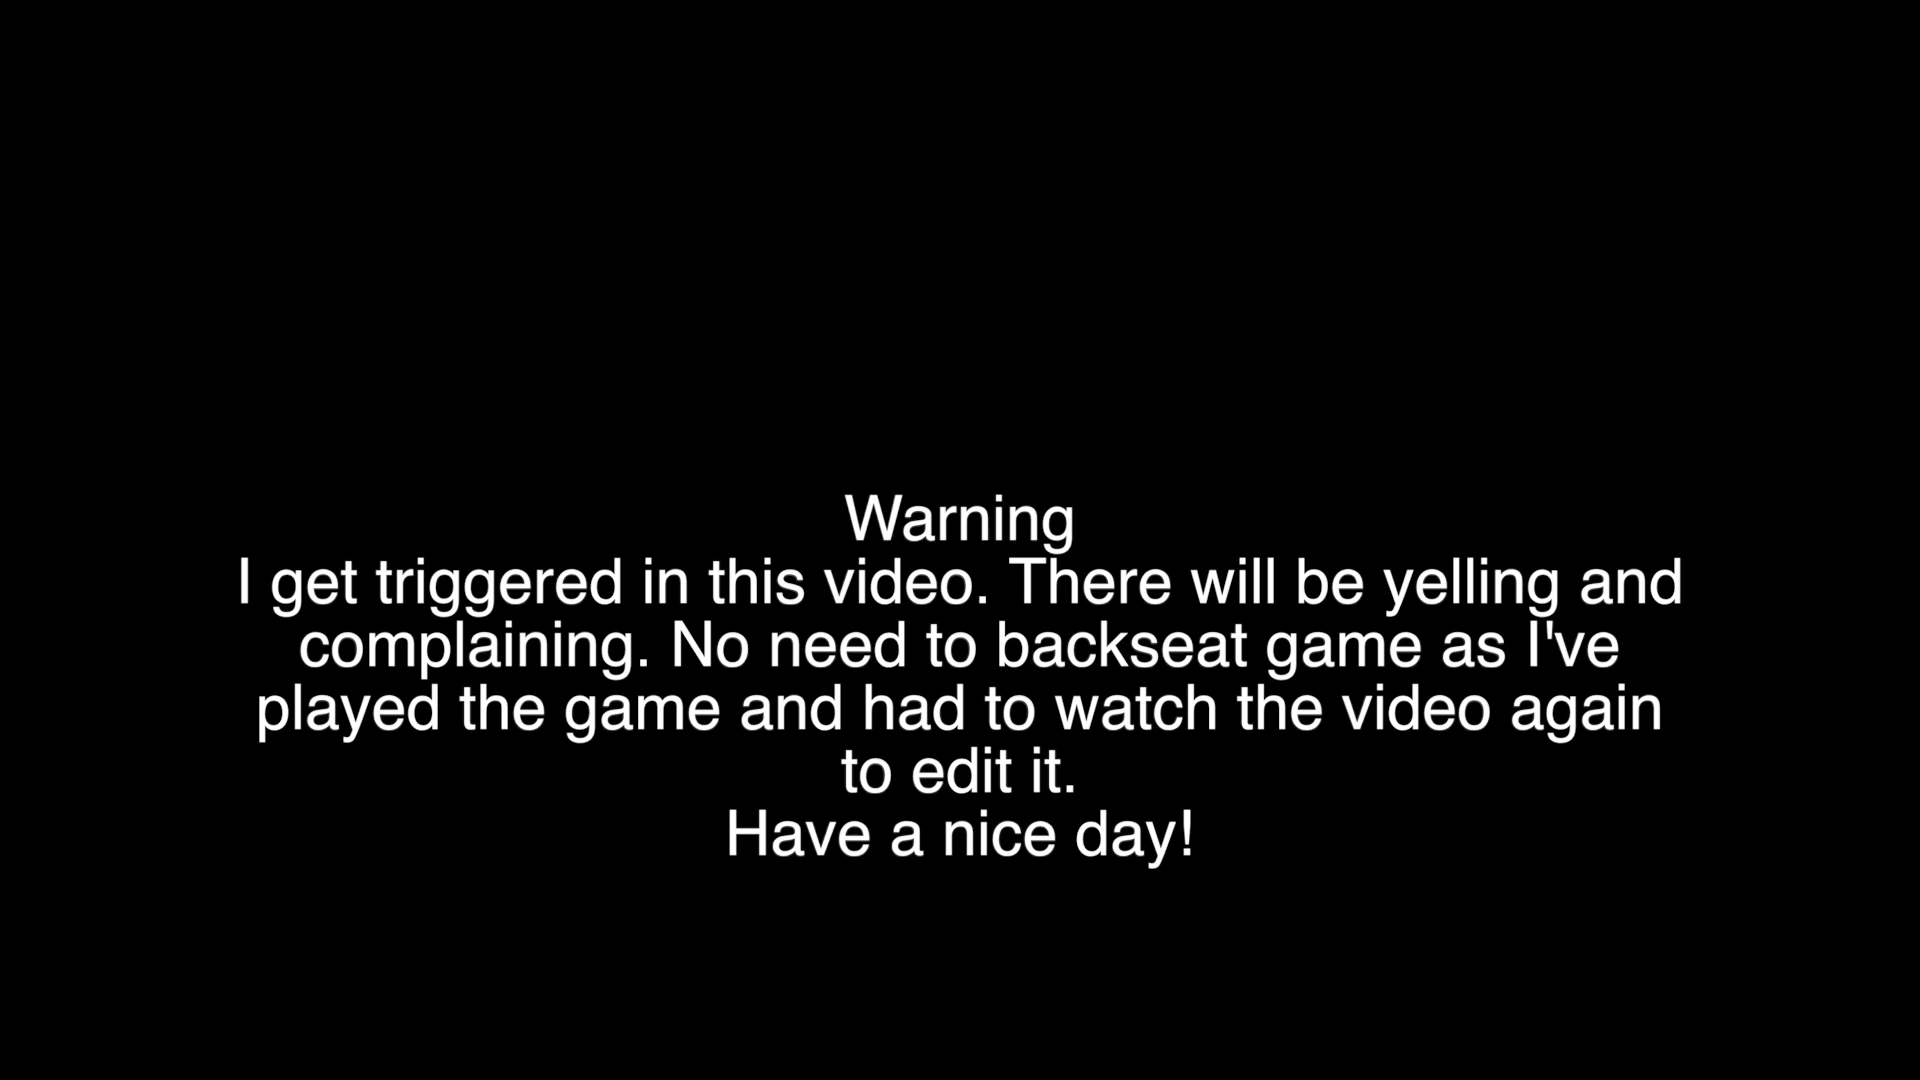 Warning
I get triggered in this video. There will be yelling and
complaining. No need to backseat game as I've
played the game and had to watch the video again
to edit it.
Have a nice day!